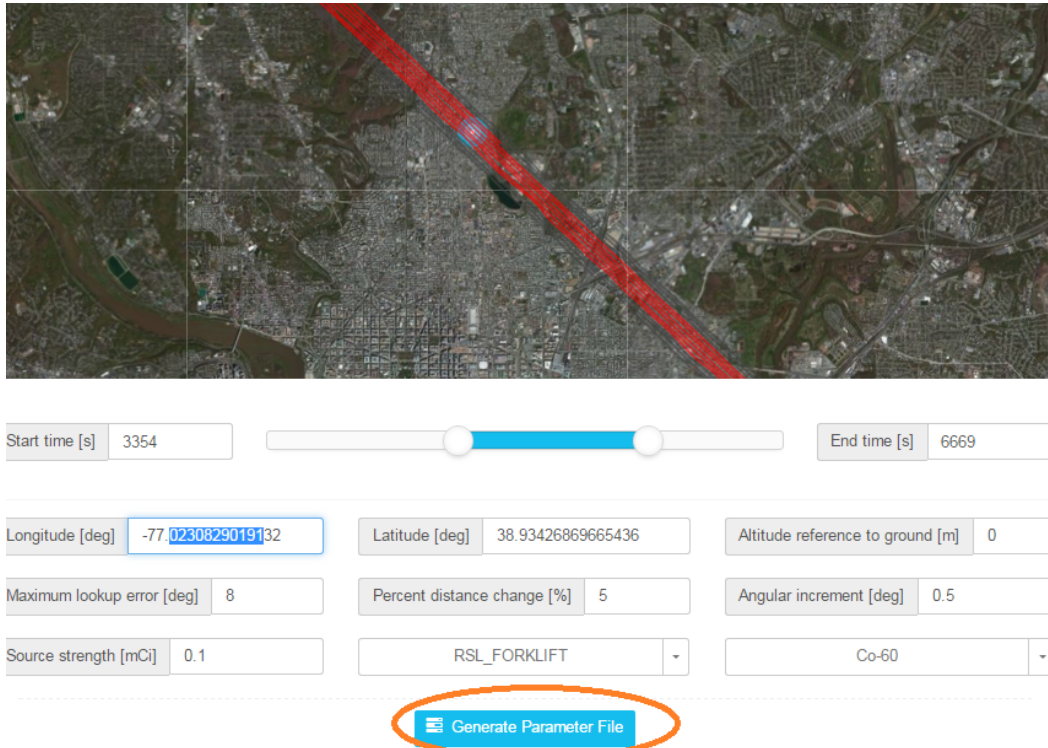 Start time [s] 3354 End time [s] 6669
Longitude [deg] -77.0230829019132 Latitude [deg] 38.93426869665436 Altitude reference to ground [m] 0
Maximum lookup error [deg] 8 Percent distance change [%] 5 Angular increment [deg] 0.5
Source strength [mCi] 0.1 RSL_FORKLIFT Co-60
Generate Parameter File